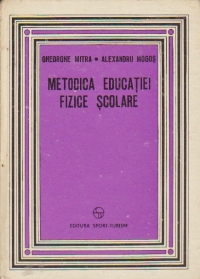 GHEORGHE MITRA • ALEXANDRU MOGOȘ
METODICA EDUCAȚIEI
FIZICE ȘCOLARE
EDITURA SPORT-TURISM